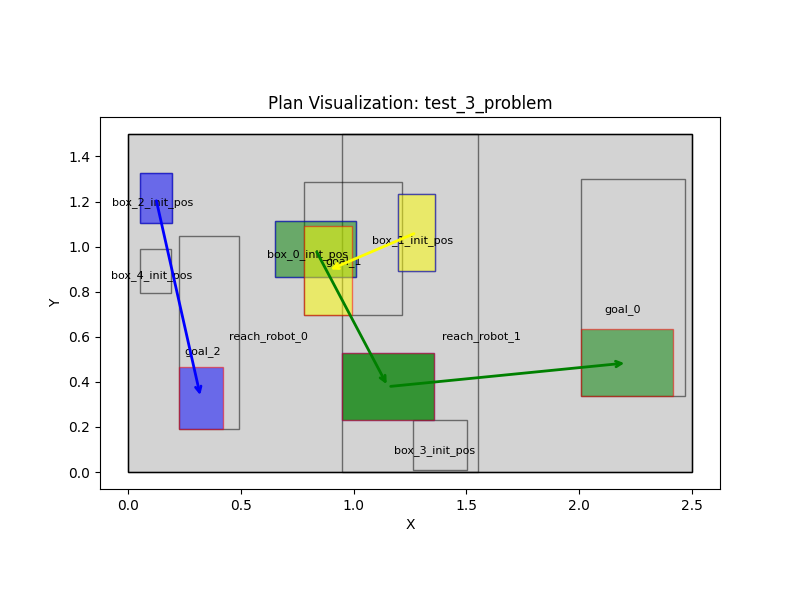 Plan Visualization: test_3_problem
Y
1.4
1.2
1.0
0.8
0.6
0.4
0.2
0.0
box_2_init_pos
box_1_init_pos
box_0_init_pos
goal_1
box_4_init_pos
goal_0
reach_robot_0
reach_robot_1
goal_2
box_3_init_pos
0.0
0.5
1.0
1.5
2.0
2.5
X